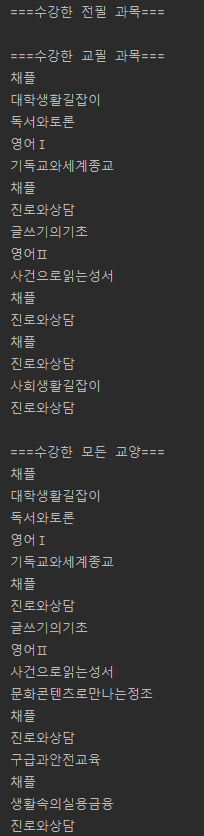 ===수강한 전필 과목===
===수강한 교필 과목===
채플
대학생활길잡이
독서와토론
영어Ⅰ
기독교와세계종교
채플
진로와상담
글쓰기의기초
영어Ⅱ
사건으로읽는성서
채플
진로와상담
채플
진로와상담
사회생활길잡이
진로와상담
===수강한 모든 교양===
채플
대학생활길잡이
독서와토론
영어Ⅰ
기독교와세계종교
채플
진로와상담
글쓰기의기초
영어Ⅱ
사건으로읽는성서
문화콘텐츠로만나는정조
채플
진로와상담
구급과안전교육
채플
생활속의실용금융
진로와상담